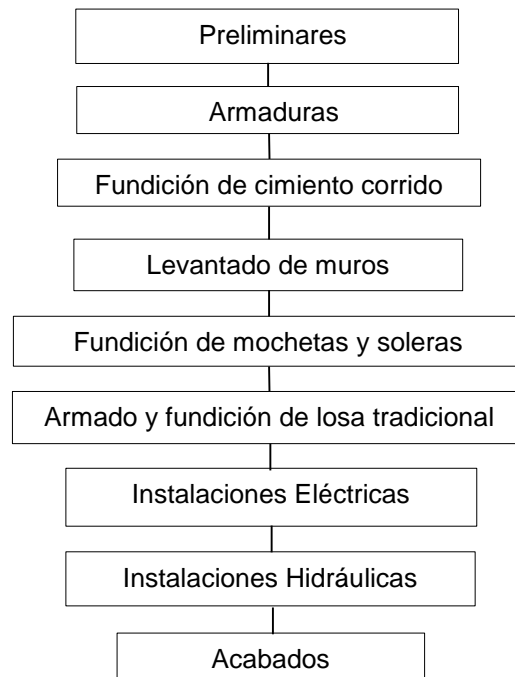 Preliminares
Armaduras
Fundición de cimiento corrido
Levantado de muros
Fundición de mochetas y soleras
Armado y fundición de losa tradicional
Instalaciones Eléctricas
Instalaciones Hidráulicas
Acabados